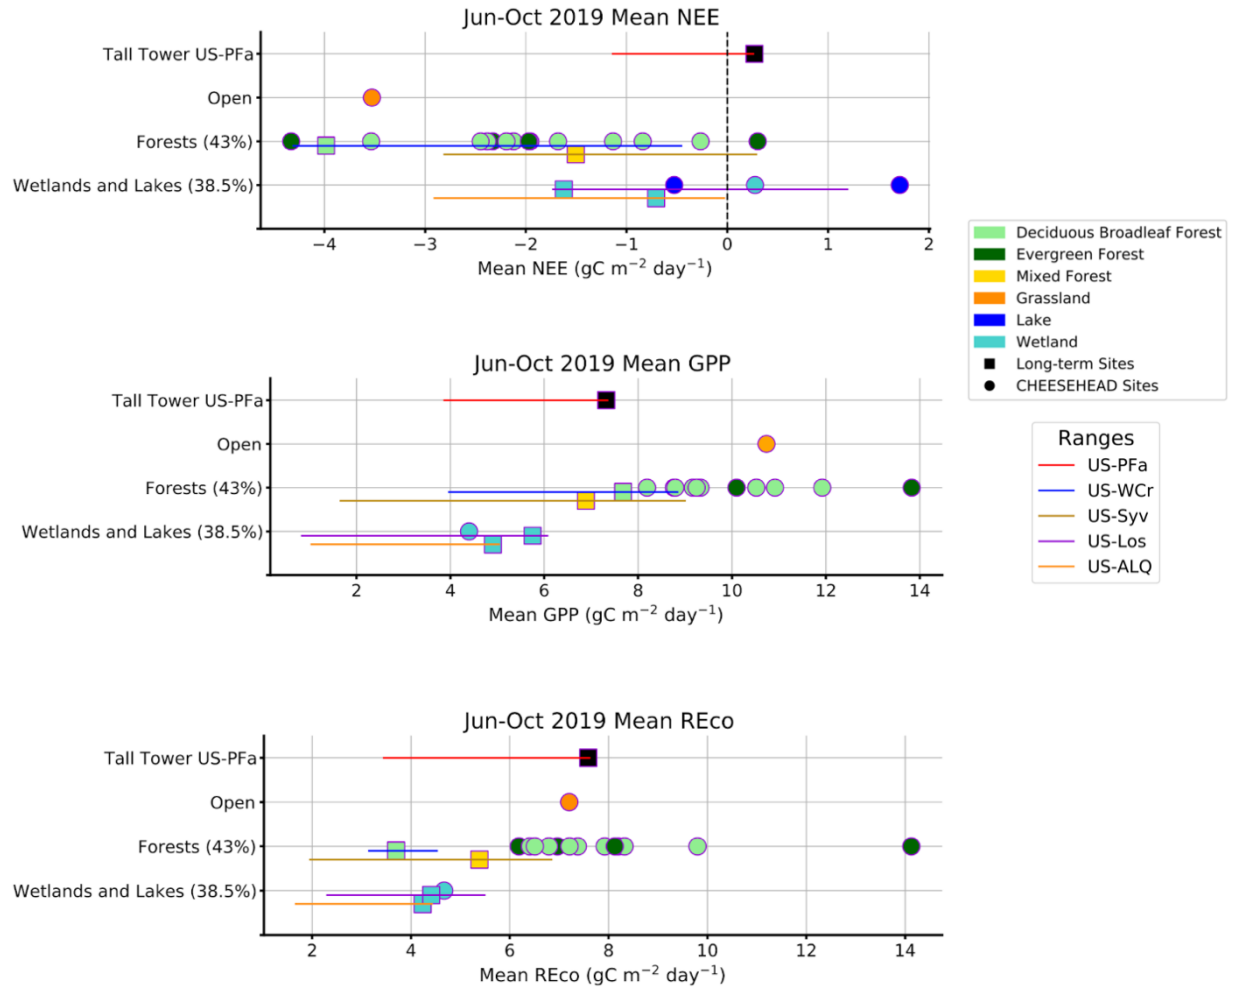 Jun-Oct 2019 Mean NEE
Tall Tower US-PFa
Open
Forests (43%)
Wetlands and Lakes (38.5%)
−4 −3 −2 −1 0 1 2
Mean NEE (gC m⁻² day⁻¹)
Deciduous Broadleaf Forest
Evergreen Forest
Mixed Forest
Grassland
Lake
Wetland
Long-term Sites
CHEESEHEAD Sites
Jun-Oct 2019 Mean GPP
Tall Tower US-PFa
Open
Forests (43%)
Wetlands and Lakes (38.5%)
2 4 6 8 10 12 14
Mean GPP (gC m⁻² day⁻¹)
Ranges
US-PFa
US-WCr
US-Syv
US-Los
US-ALQ
Jun-Oct 2019 Mean REco
Tall Tower US-PFa
Open
Forests (43%)
Wetlands and Lakes (38.5%)
2 4 6 8 10 12 14
Mean REco (gC m⁻² day⁻¹)